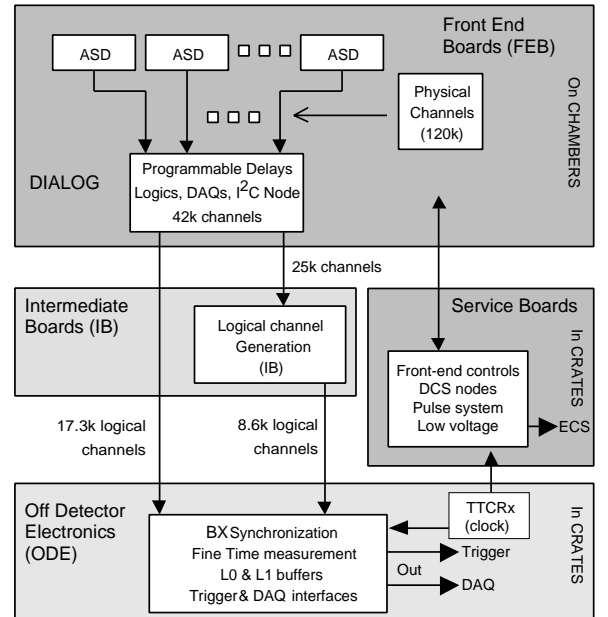 Front End
Boards (FEB)
ASD
ASD
ASD
Physical
Channels
(120k)
On CHAMBERS
DIALOG
Programmable Delays
Logics, DAQs, I²C Node
42k channels
25k channels
Intermediate
Boards (IB)
Logical channel
Generation
(IB)
Service Boards
In CRATES
Front-end controls
DCS nodes
Pulse system
Low voltage
ECS
17.3k logical
channels
8.6k logical
channels
Off Detector
Electronics
(ODE)
TTCRx
(clock)
In CRATES
BX Synchronization
Fine Time measurement
L0 & L1 buffers
Trigger & DAQ interfaces
Trigger
Out
DAQ